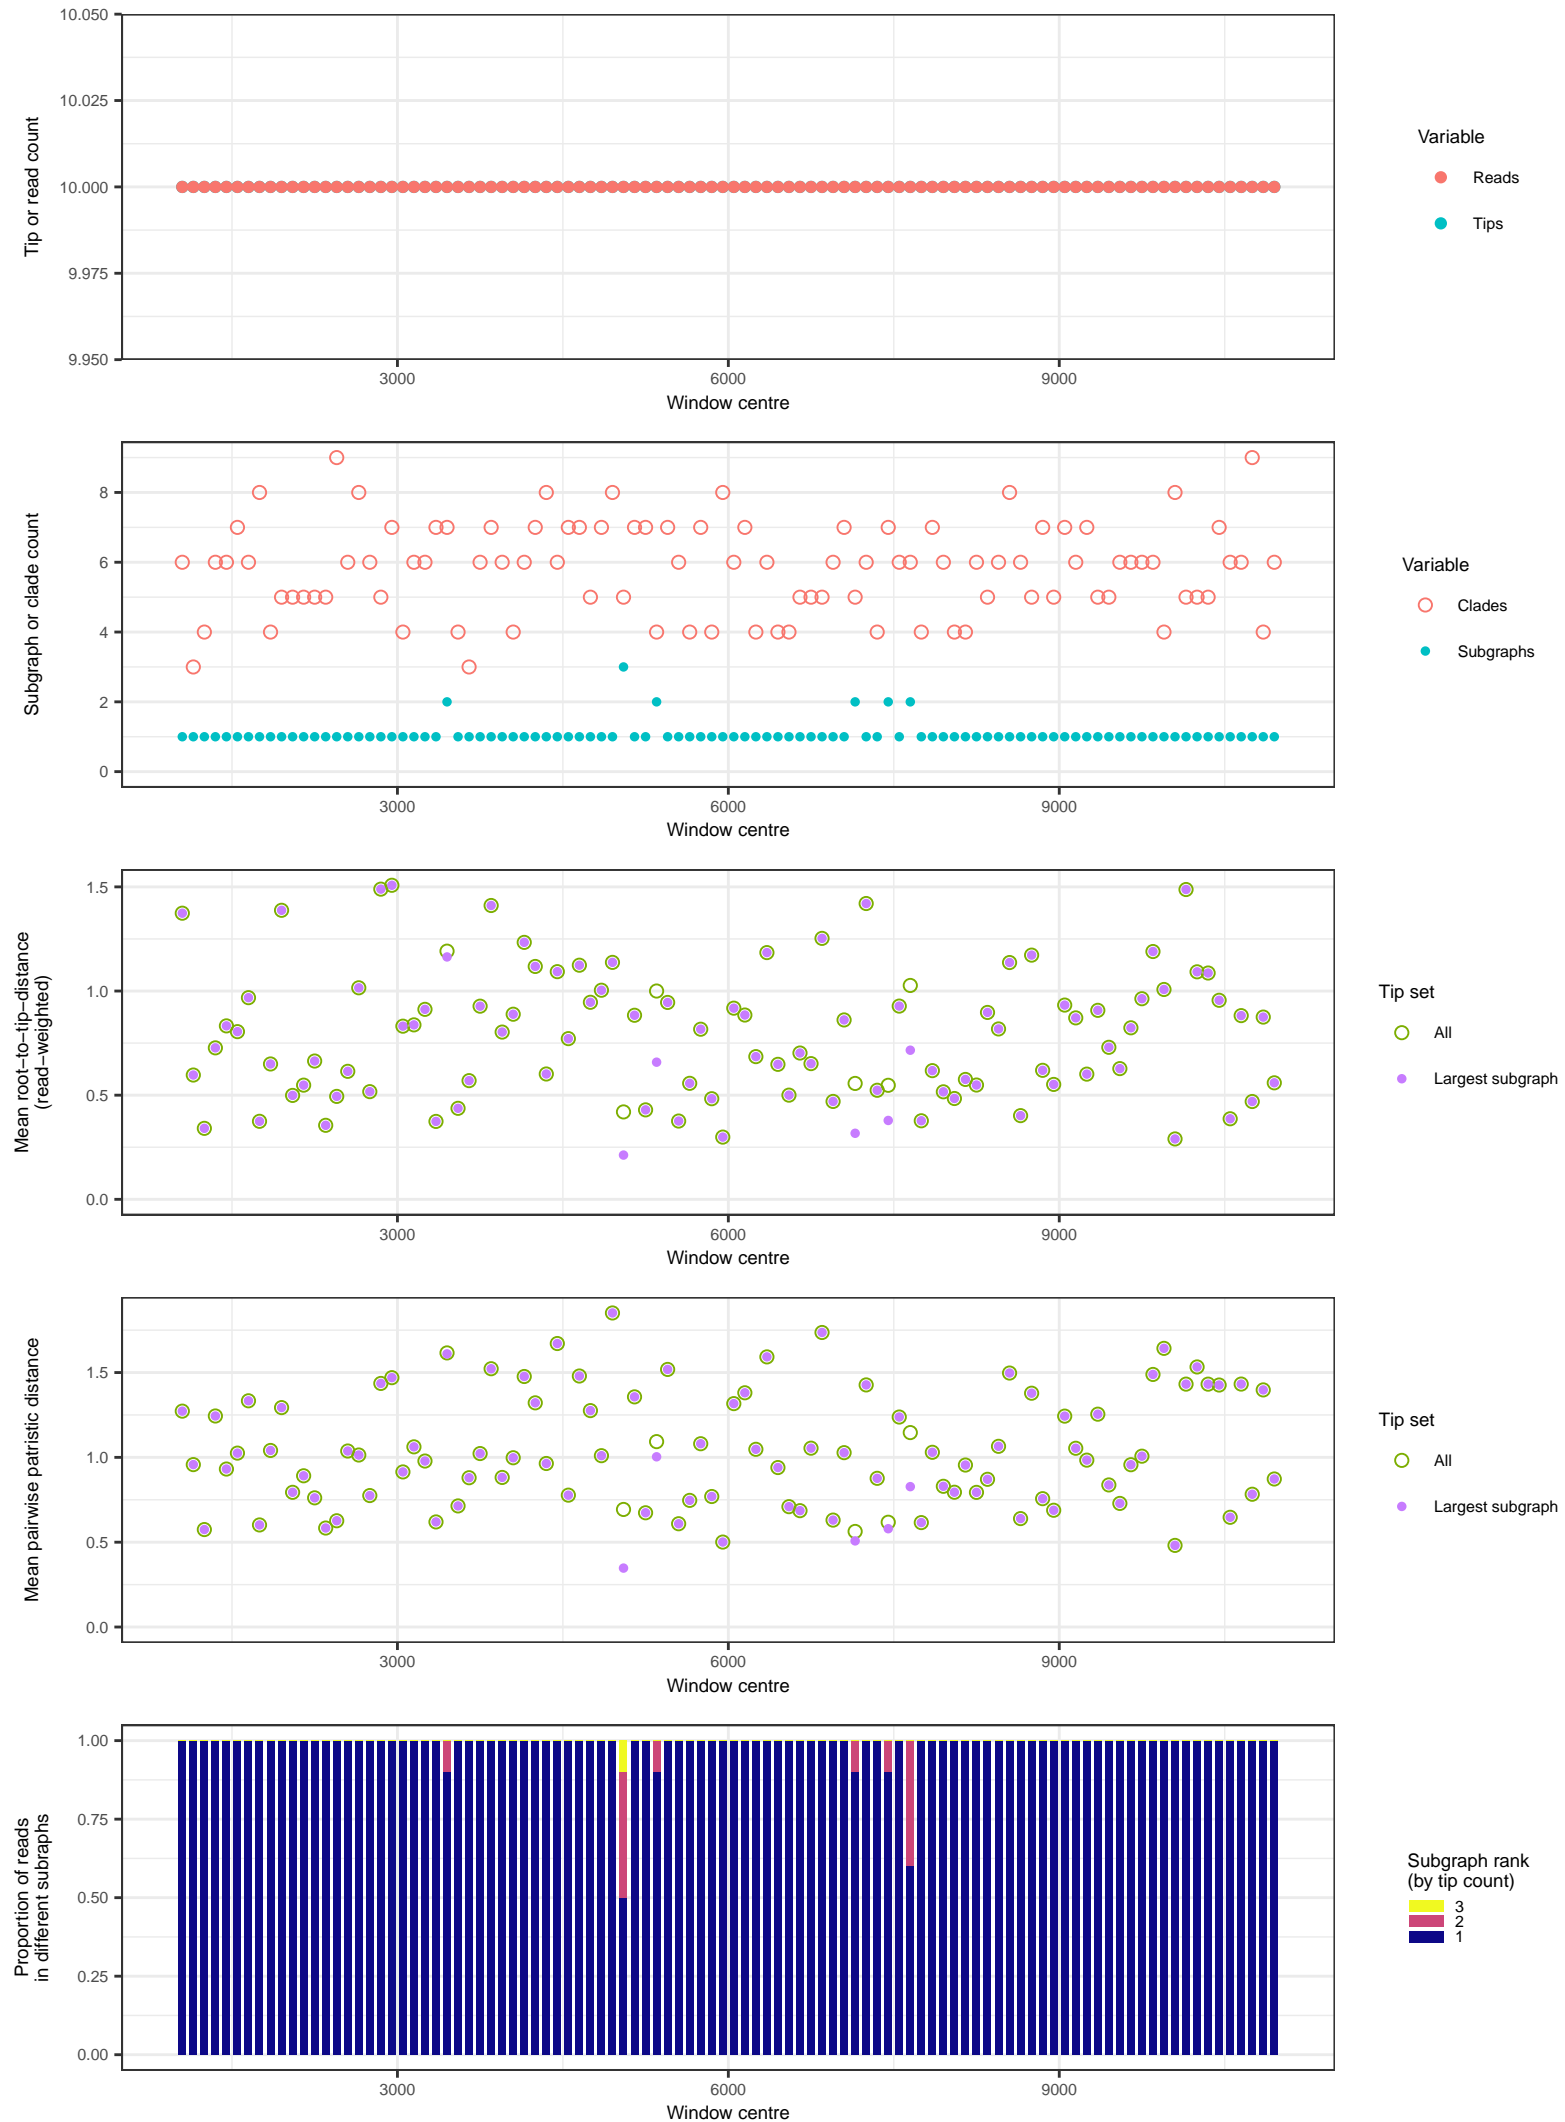 10.050
10.025
10.000
9.975
9.950
Tip or read count
3000 6000 9000
Window centre
Variable
Reads
Tips
8
6
4
2
0
Subgraph or clade count
3000 6000 9000
Window centre
Variable
Clades
Subgraphs
1.5
1.0
0.5
0.0
Mean root−to−tip−distance
(read−weighted)
3000 6000 9000
Window centre
Tip set
All
Largest subgraph
1.5
1.0
0.5
0.0
Mean pairwise patristic distance
3000 6000 9000
Window centre
Tip set
All
Largest subgraph
1.00
0.75
0.50
0.25
0.00
Proportion of reads
in different subraphs
3000 6000 9000
Window centre
Subgraph rank
(by tip count)
3
2
1